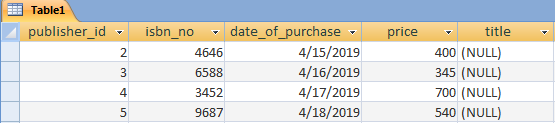 Table1
publisher_id isbn_no date_of_purchase price title
2 4646 4/15/2019 400 (NULL)
3 6588 4/16/2019 345 (NULL)
4 3452 4/17/2019 700 (NULL)
5 9687 4/18/2019 540 (NULL)